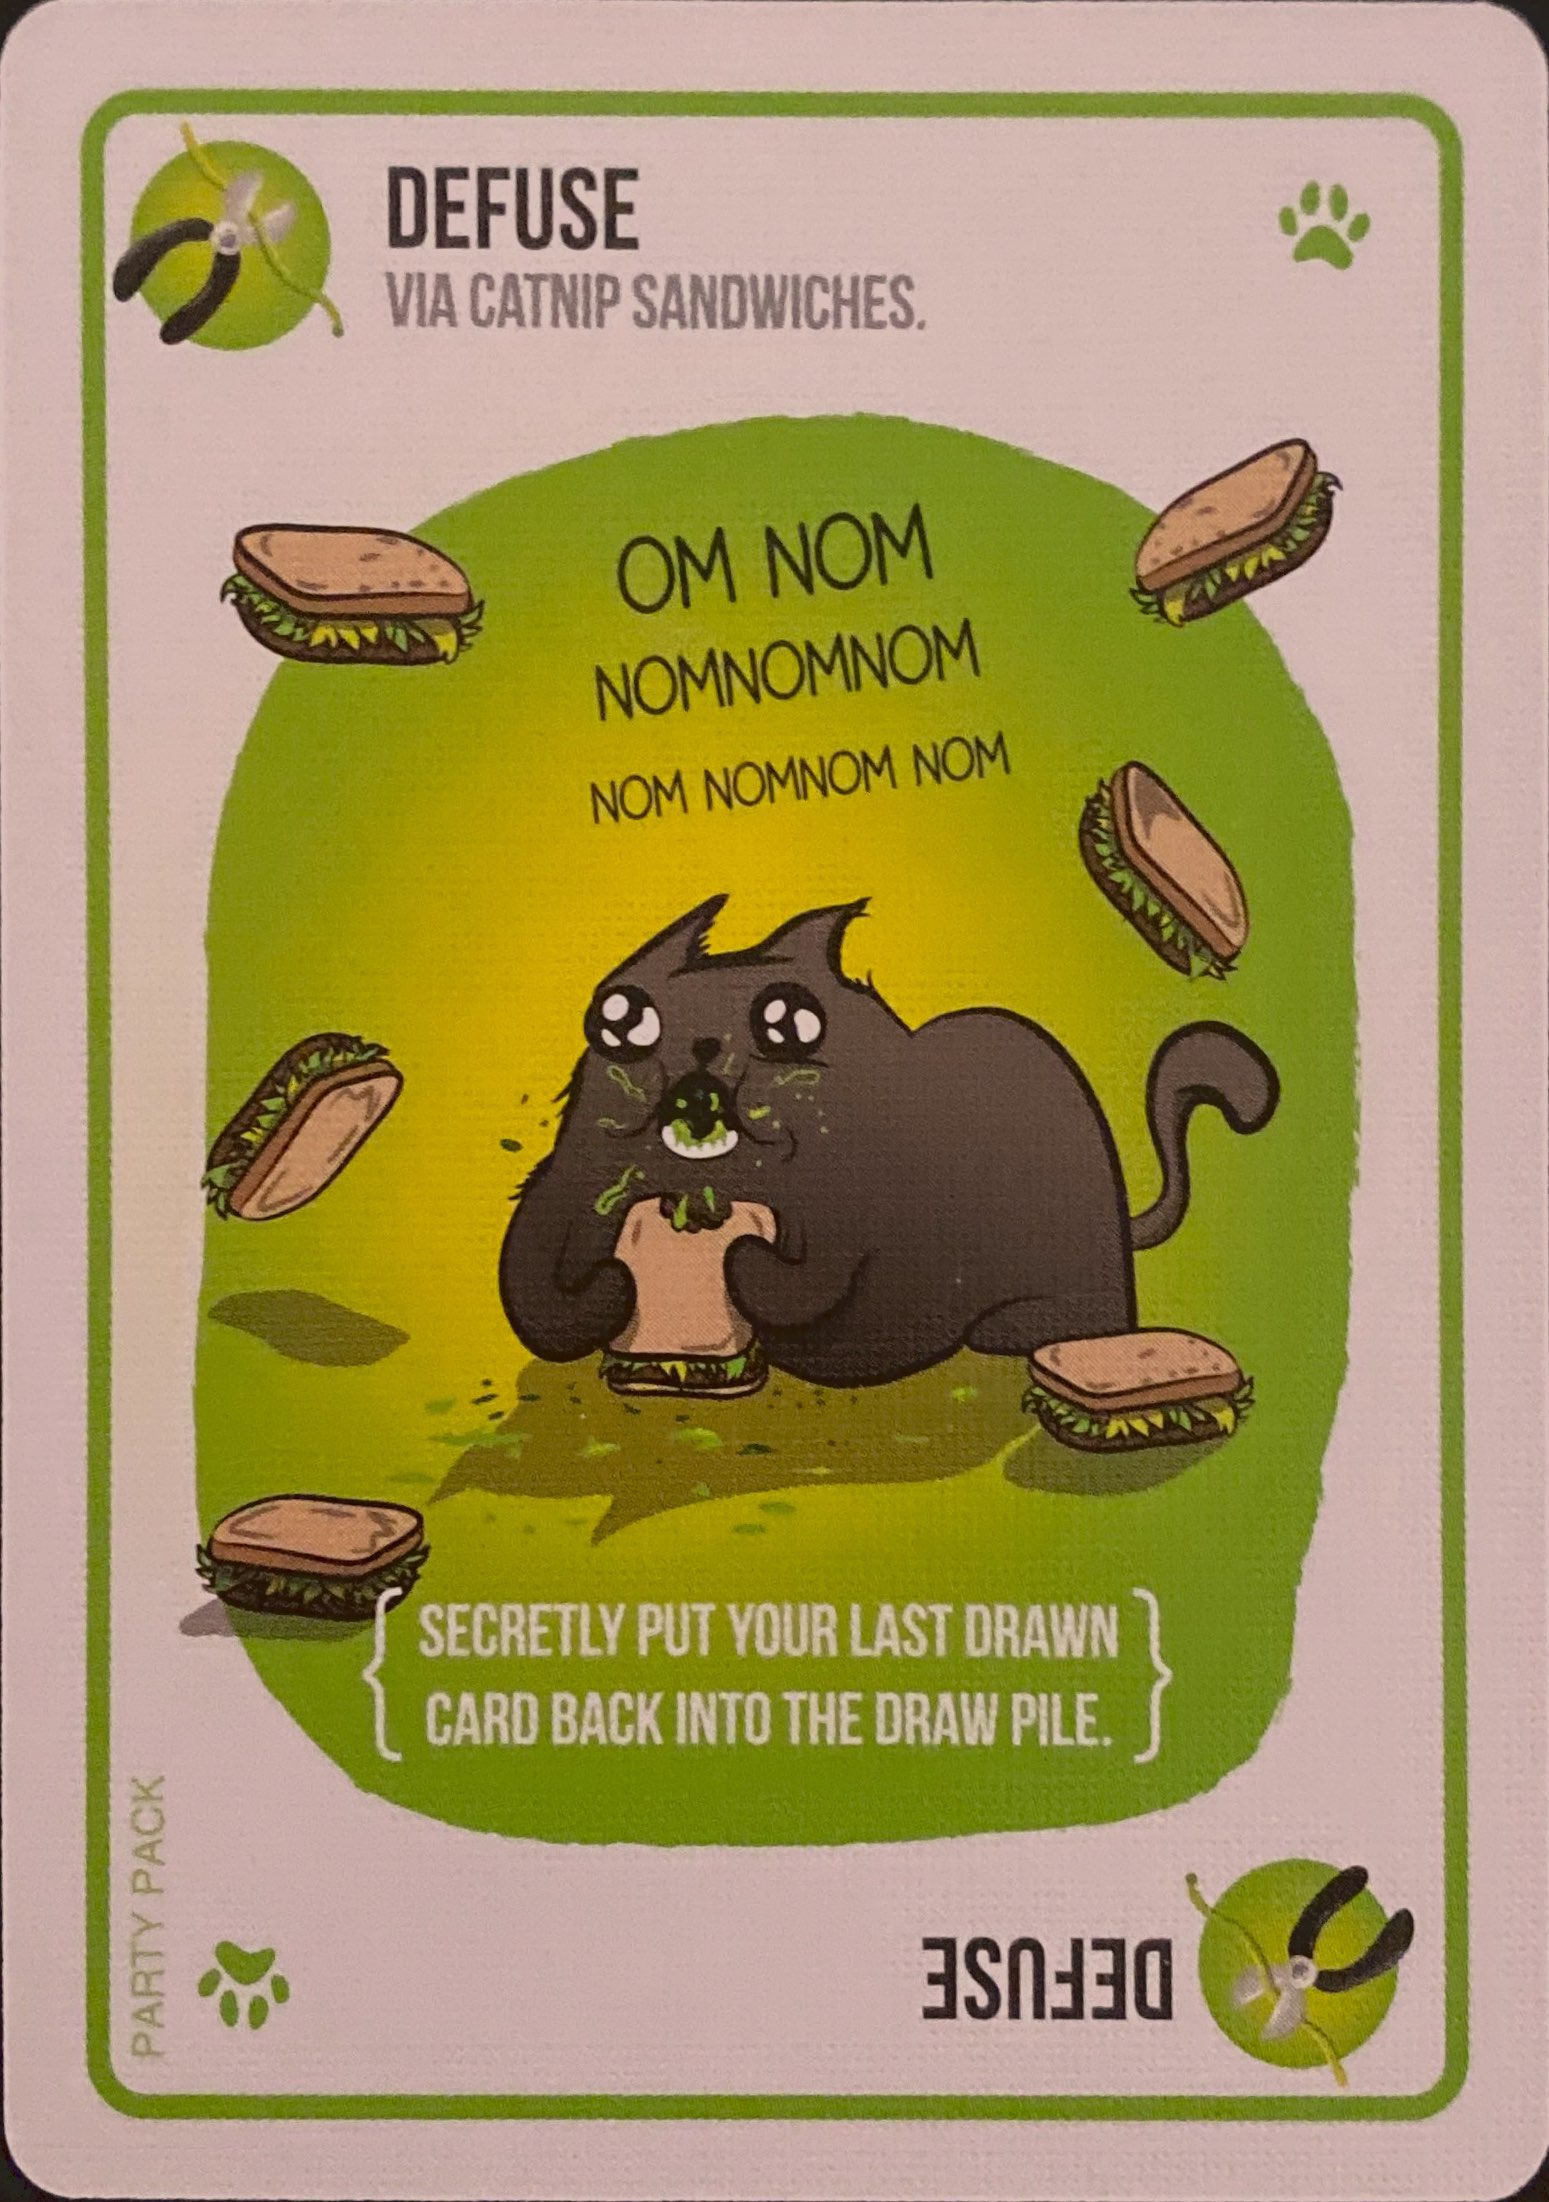 DEFUSE
VIA CATNIP SANDWICHES.
OM NOM
NOMNOMNOM
NOM NOMNOM NOM
SECRETLY PUT YOUR LAST DRAWN
CARD BACK INTO THE DRAW PILE.
PARTY PACK
DEFUSE